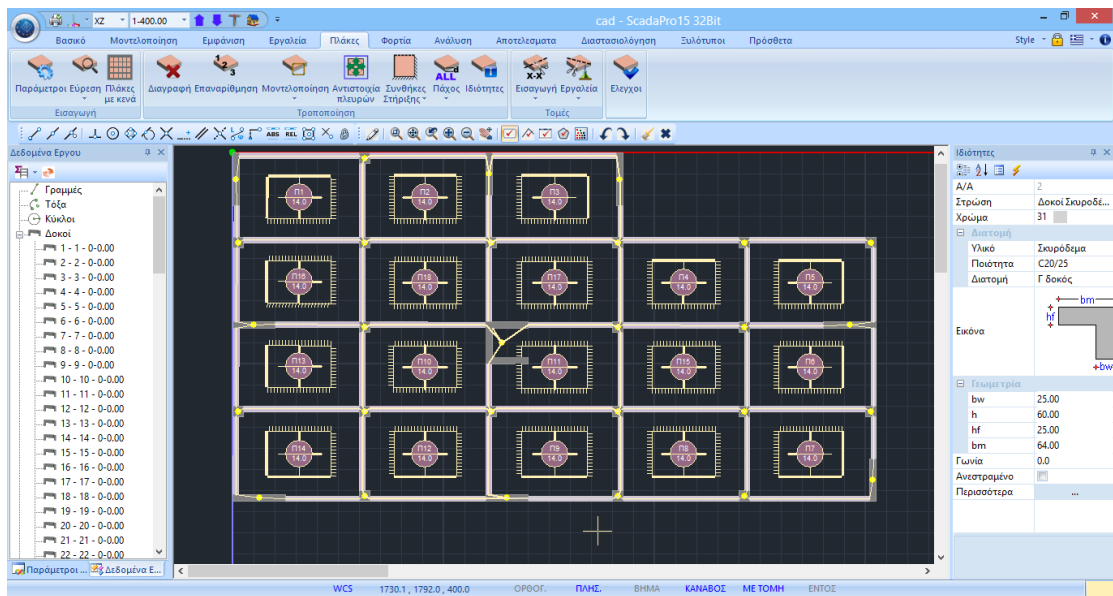 XZ 1-400.00 cad - ScadaPro15 32Bit
Βασικό Μοντελοποίηση Εμφάνιση Εργαλεία Πλάκες Φορτία Ανάλυση Αποτελεσματα Διαστασιολόγηση Ξυλότυποι Πρόσθετα Style
Παράμετροι Εύρεση Πλάκες με κενά Διαγραφή Επαναρίθμηση Μοντελοποίηση Αντιστοιχία πλευρών Συνθήκες Στήριξης Πάχος Ιδιότητες Εισαγωγή Εργαλεία Ελεγχοι
Εισαγωγή Τροποποίηση Τομές
Δεδομένα Εργου
Γραμμές
Τόξα
Κύκλοι
Δοκοί
1 - 1 - 0-0.00
2 - 2 - 0-0.00
3 - 3 - 0-0.00
4 - 4 - 0-0.00
5 - 5 - 0-0.00
6 - 6 - 0-0.00
7 - 7 - 0-0.00
8 - 8 - 0-0.00
9 - 9 - 0-0.00
10 - 10 - 0-0.00
11 - 11 - 0-0.00
12 - 12 - 0-0.00
13 - 13 - 0-0.00
14 - 14 - 0-0.00
15 - 15 - 0-0.00
16 - 16 - 0-0.00
17 - 17 - 0-0.00
18 - 18 - 0-0.00
19 - 19 - 0-0.00
20 - 20 - 0-0.00
21 - 21 - 0-0.00
22 - 22 - 0-0.00
Παράμετροι ... Δεδομένα Ε...
Π1 Π2 Π3
14.0 14.0 14.0
Π16 Π18 Π17 Π4 Π5
14.0 14.0 14.0 14.0 14.0
Π13 Π10 Π11 Π15 Π6
14.0 14.0 14.0 14.0 14.0
Π14 Π12 Π9 Π8 Π7
14.0 14.0 14.0 14.0 14.0
Ιδιότητες
Α/Α 2
Στρώση Δοκοί Σκυροδέ...
Χρώμα 31
Διατομή
Υλικό Σκυρόδεμα
Ποιότητα C20/25
Διατομή Γ δοκός
Εικόνα bm hf bw
Γεωμετρία
bw 25.00
h 60.00
hf 25.00
bm 64.00
Γωνία 0.0
Ανεστραμένο
Περισσότερα ...
WCS 1730.1 , 1792.0 , 400.0 ΟΡΘΟΓ. ΠΛΗΣ. ΒΗΜΑ ΚΑΝΑΒΟΣ ΜΕ ΤΟΜΗ ΕΝΤΟΣ